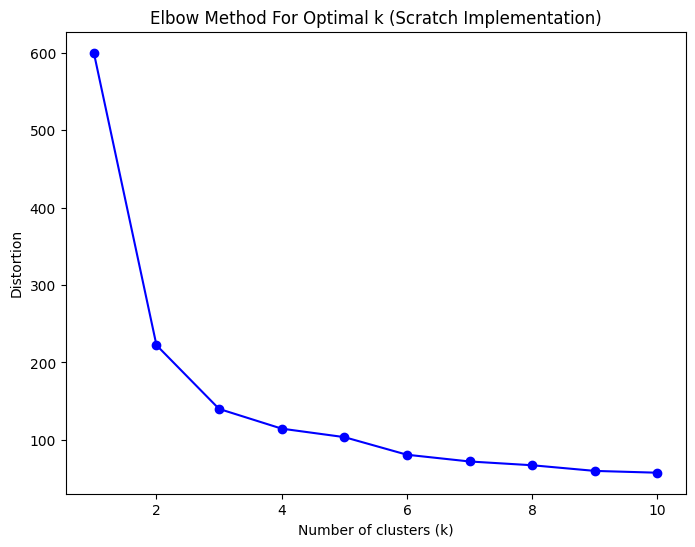 Elbow Method For Optimal k (Scratch Implementation)
600
500
400
300
200
100
Distortion
2 4 6 8 10
Number of clusters (k)